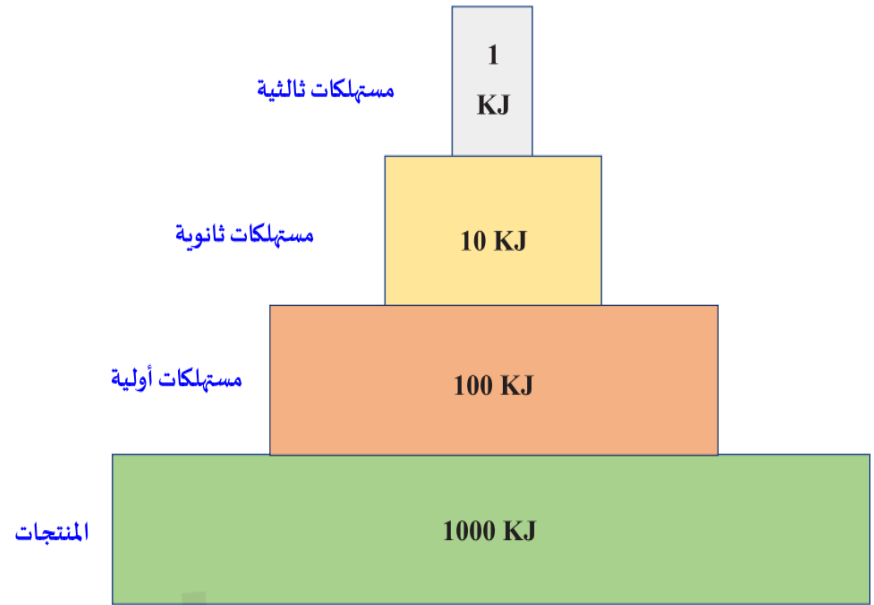 1
KJ
مستهلكات ثالثية
مستهلكات ثانوية
10 KJ
مستهلكات أولية
100 KJ
المنتجات
1000 KJ